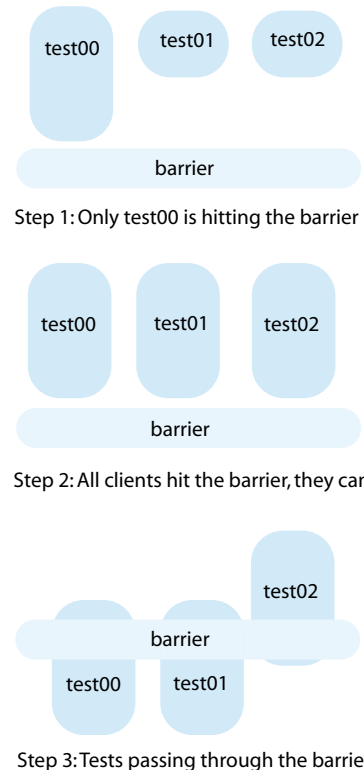 test00 test01 test02
barrier
Step 1: Only test00 is hitting the barrier
test00 test01 test02
barrier
Step 2: All clients hit the barrier, they can
test02
barrier
test00 test01
Step 3: Tests passing through the